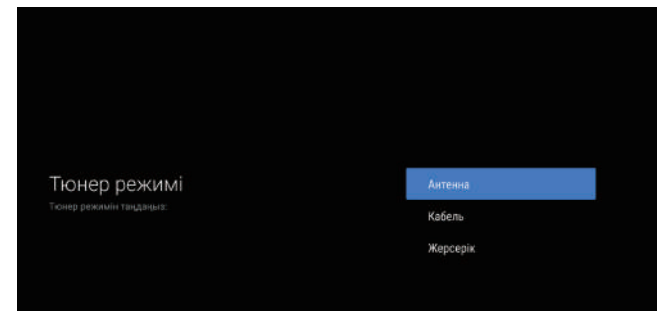 Тюнер режимі
Тюнер режимін таңдаңыз:
Антенна
Кабель
Жерсерік